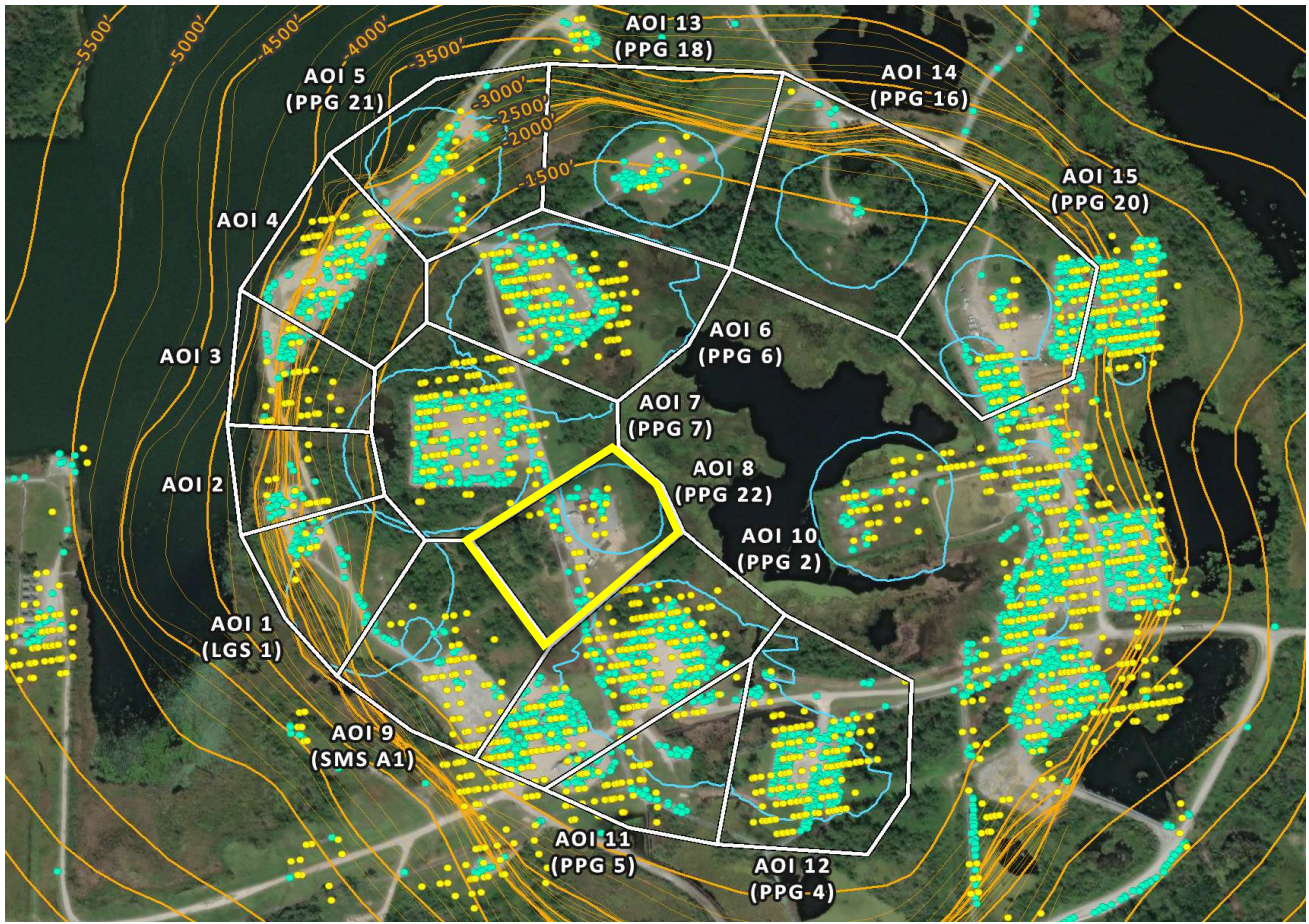 -5500'
-5000'
-4500'
-4000'
-3500'
-3000'
-2500'
-2000'
-1500'
AOI 13
(PPG 18)
AOI 5
(PPG 21)
AOI 14
(PPG 16)
AOI 15
(PPG 20)
AOI 4
AOI 3
AOI 6
(PPG 6)
AOI 7
(PPG 7)
AOI 2
AOI 8
(PPG 22)
AOI 10
(PPG 2)
AOI 1
(LGS 1)
AOI 9
(SMS A1)
AOI 11
(PPG 5)
AOI 12
(PPG 4)